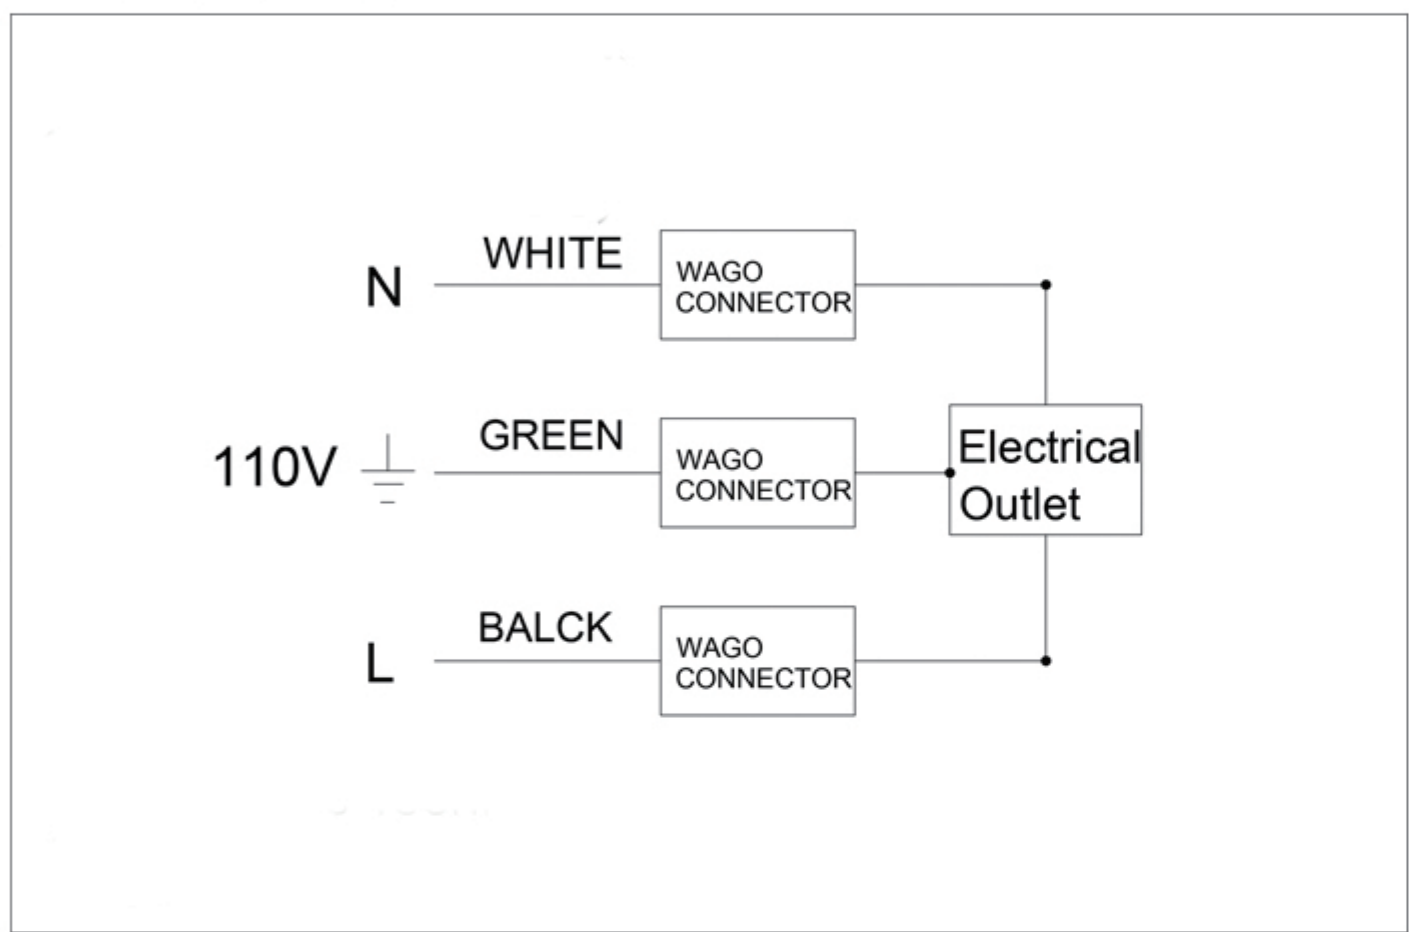 N
WHITE
WAGO
CONNECTOR
110V
GREEN
WAGO
CONNECTOR
Electrical
Outlet
L
BALCK
WAGO
CONNECTOR